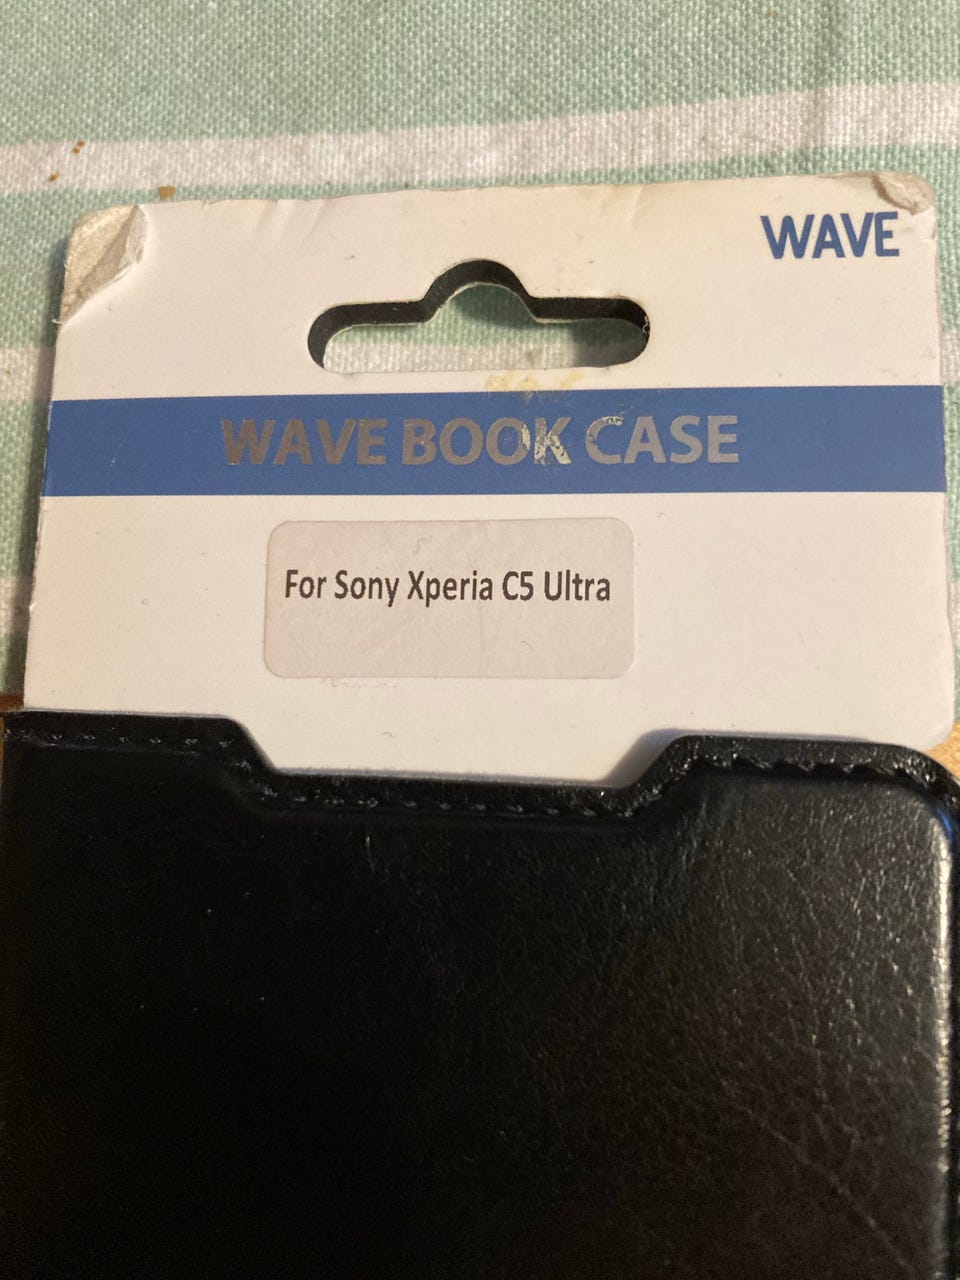 WAVE
WAVE BOOK CASE
For Sony Xperia C5 Ultra